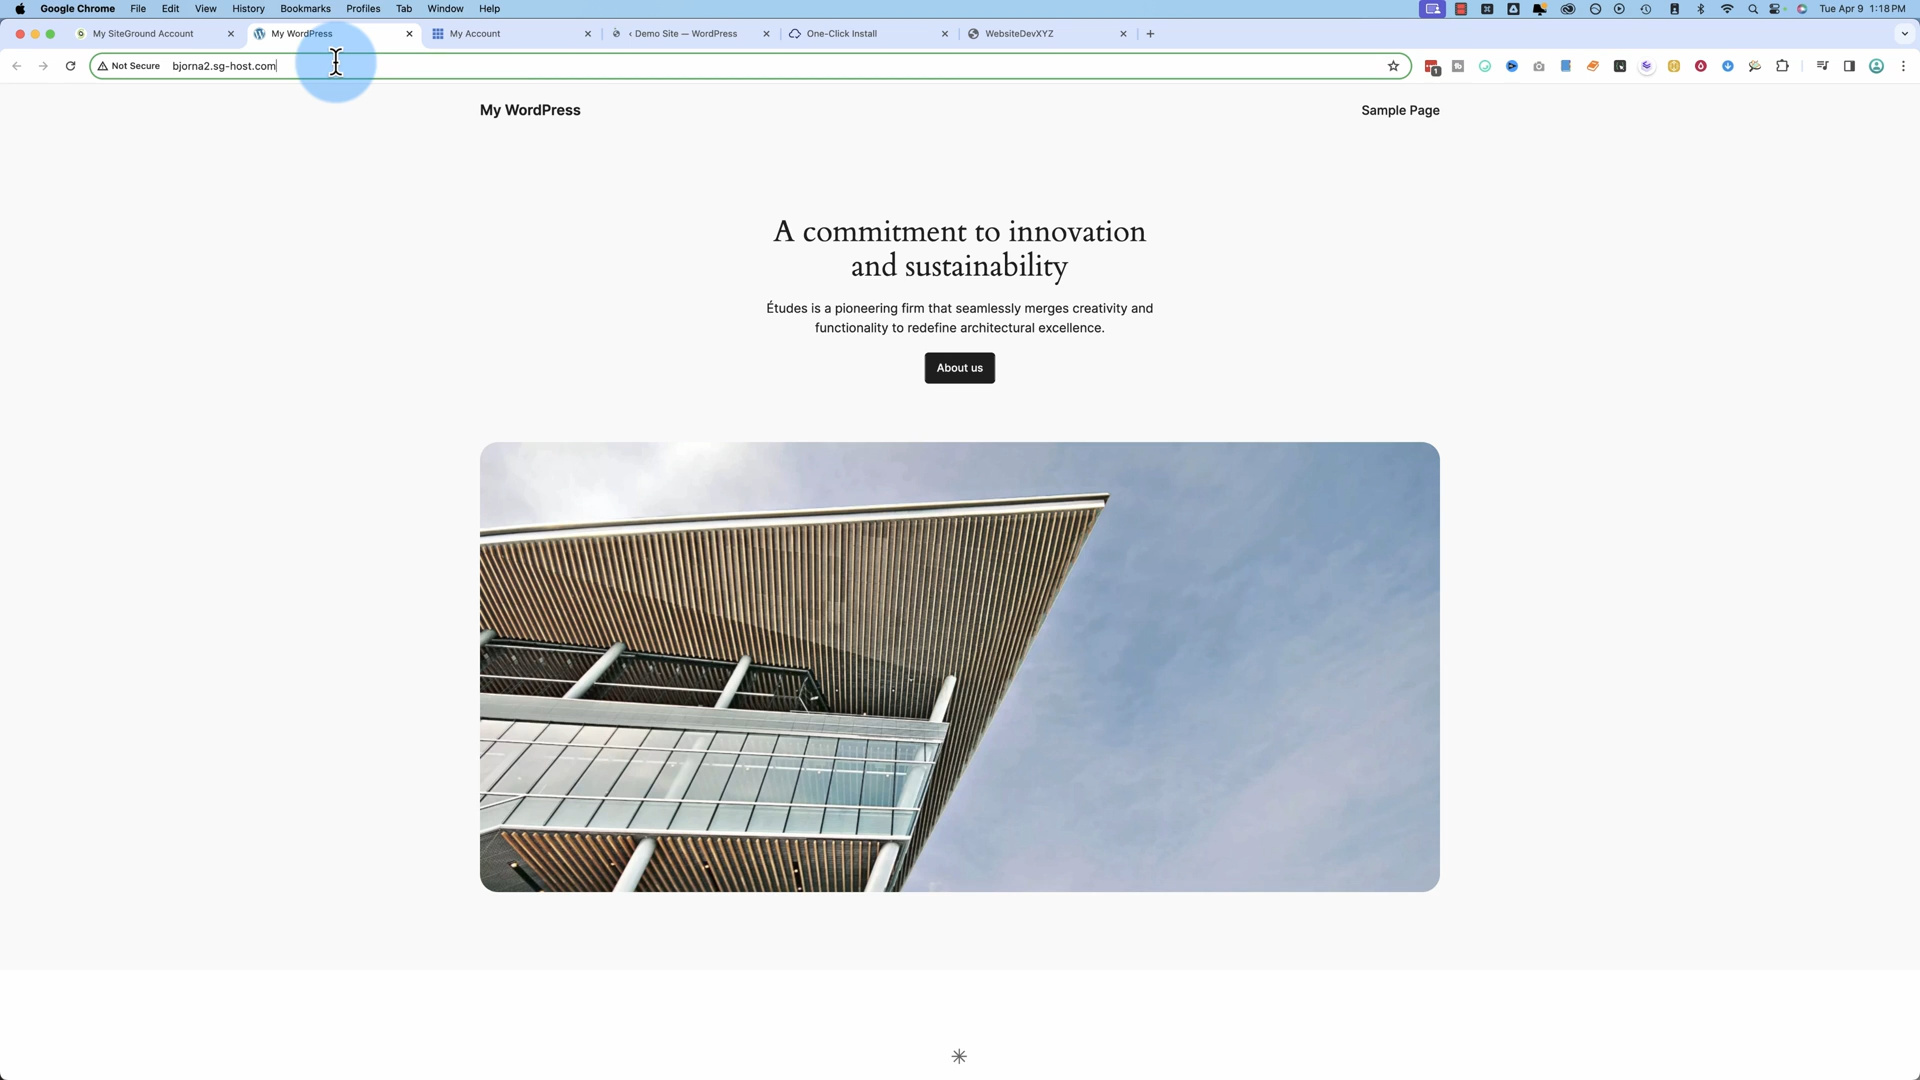 Google Chrome File Edit View History Bookmarks Profiles Tab Window Help Tue Apr 9 1:18 PM
My SiteGround Account My WordPress My Account ‹ Demo Site — WordPress One-Click Install WebsiteDevXYZ
Not Secure bjorna2.sg-host.com 1
My WordPress Sample Page
A commitment to innovation
and sustainability
Études is a pioneering firm that seamlessly merges creativity and
functionality to redefine architectural excellence.
About us